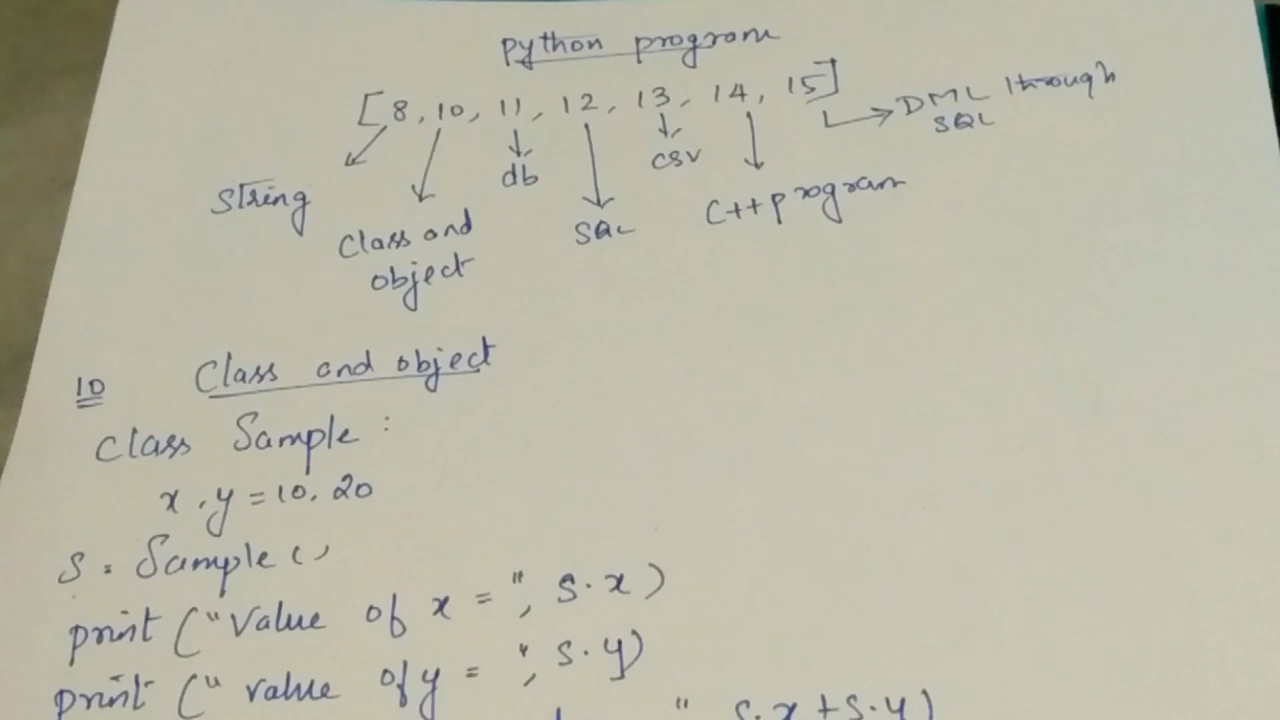 Python program
[8, 10, 11, 12, 13, 14, 15]
DML through
SQL
String
Class and
object
db
SQL
csv
C++ program
10 Class and object
Class Sample :
x, y = 10, 20
S = Sample ()
print ("Value of x = ", S.x)
print (" value of y = ", S.y)
" S.x + S.y)